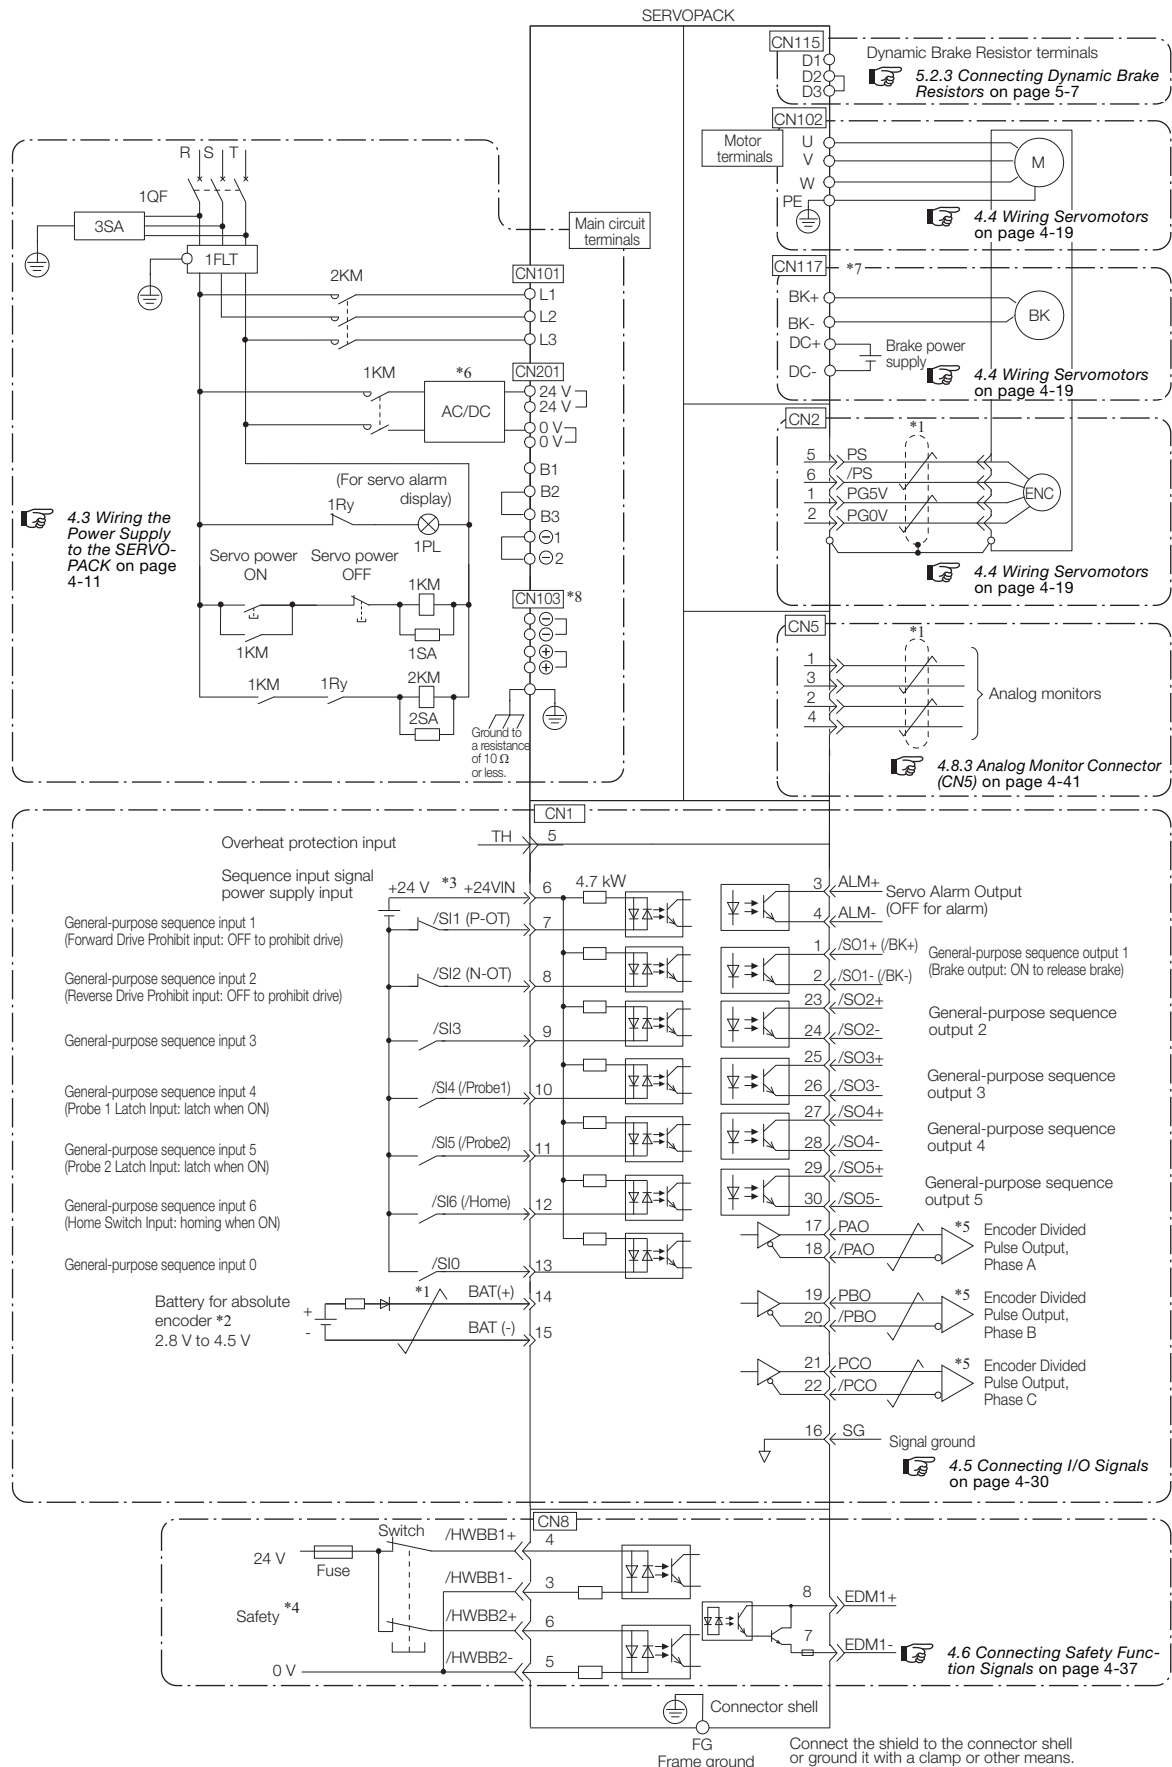 SERVOPACK
CN115
D1
D2
D3
Dynamic Brake Resistor terminals
5.2.3 Connecting Dynamic Brake
Resistors on page 5-7
CN102
Motor
terminals
U
V
W
PE
M
4.4 Wiring Servomotors
on page 4-19
CN117
*7
BK+
BK-
DC+
DC-
BK
Brake power
supply
4.4 Wiring Servomotors
on page 4-19
CN2
*1
5
PS
6
/PS
1
PG5V
2
PG0V
ENC
4.4 Wiring Servomotors
on page 4-19
CN5
*1
1
3
2
4
Analog monitors
4.8.3 Analog Monitor Connector
(CN5) on page 4-41
R
S
T
1QF
3SA
1FLT
2KM
Main circuit
terminals
CN101
L1
L2
L3
1KM
*6
AC/DC
CN201
24 V
24 V
0 V
0 V
B1
B2
B3
⊖1
⊖2
(For servo alarm
display)
1Ry
1PL
4.3 Wiring the
Power Supply
to the SERVO-
PACK on page
4-11
Servo power
ON
Servo power
OFF
1KM
1KM
1SA
CN103
*8
⊖
⊖
⊕
⊕
1KM
1Ry
2KM
2SA
Ground to
a resistance
of 10 Ω
or less.
CN1
Overheat protection input
TH
5
Sequence input signal
power supply input
+24 V
*3
+24VIN
6
4.7 kW
General-purpose sequence input 1
(Forward Drive Prohibit input: OFF to prohibit drive)
/SI1 (P-OT)
7
General-purpose sequence input 2
(Reverse Drive Prohibit input: OFF to prohibit drive)
/SI2 (N-OT)
8
General-purpose sequence input 3
/SI3
9
General-purpose sequence input 4
(Probe 1 Latch Input: latch when ON)
/SI4 (/Probe1)
10
General-purpose sequence input 5
(Probe 2 Latch Input: latch when ON)
/SI5 (/Probe2)
11
General-purpose sequence input 6
(Home Switch Input: homing when ON)
/SI6 (/Home)
12
General-purpose sequence input 0
/SI0
13
Battery for absolute
encoder *2
2.8 V to 4.5 V
+
-
*1
BAT(+)
14
BAT (-)
15
3
ALM+
4
ALM-
Servo Alarm Output
(OFF for alarm)
1
/SO1+ (/BK+)
2
/SO1- (/BK-)
General-purpose sequence output 1
(Brake output: ON to release brake)
23
/SO2+
24
/SO2-
General-purpose sequence
output 2
25
/SO3+
26
/SO3-
General-purpose sequence
output 3
27
/SO4+
28
/SO4-
General-purpose sequence
output 4
29
/SO5+
30
/SO5-
General-purpose sequence
output 5
17
PAO
18
/PAO
*5
Encoder Divided
Pulse Output,
Phase A
19
PBO
20
/PBO
*5
Encoder Divided
Pulse Output,
Phase B
21
PCO
22
/PCO
*5
Encoder Divided
Pulse Output,
Phase C
16
SG
Signal ground
4.5 Connecting I/O Signals
on page 4-30
CN8
Switch
24 V
Fuse
/HWBB1+
4
/HWBB1-
3
Safety *4
/HWBB2+
6
/HWBB2-
5
0 V
8
EDM1+
7
EDM1-
4.6 Connecting Safety Func-
tion Signals on page 4-37
Connector shell
FG
Frame ground
Connect the shield to the connector shell
or ground it with a clamp or other means.